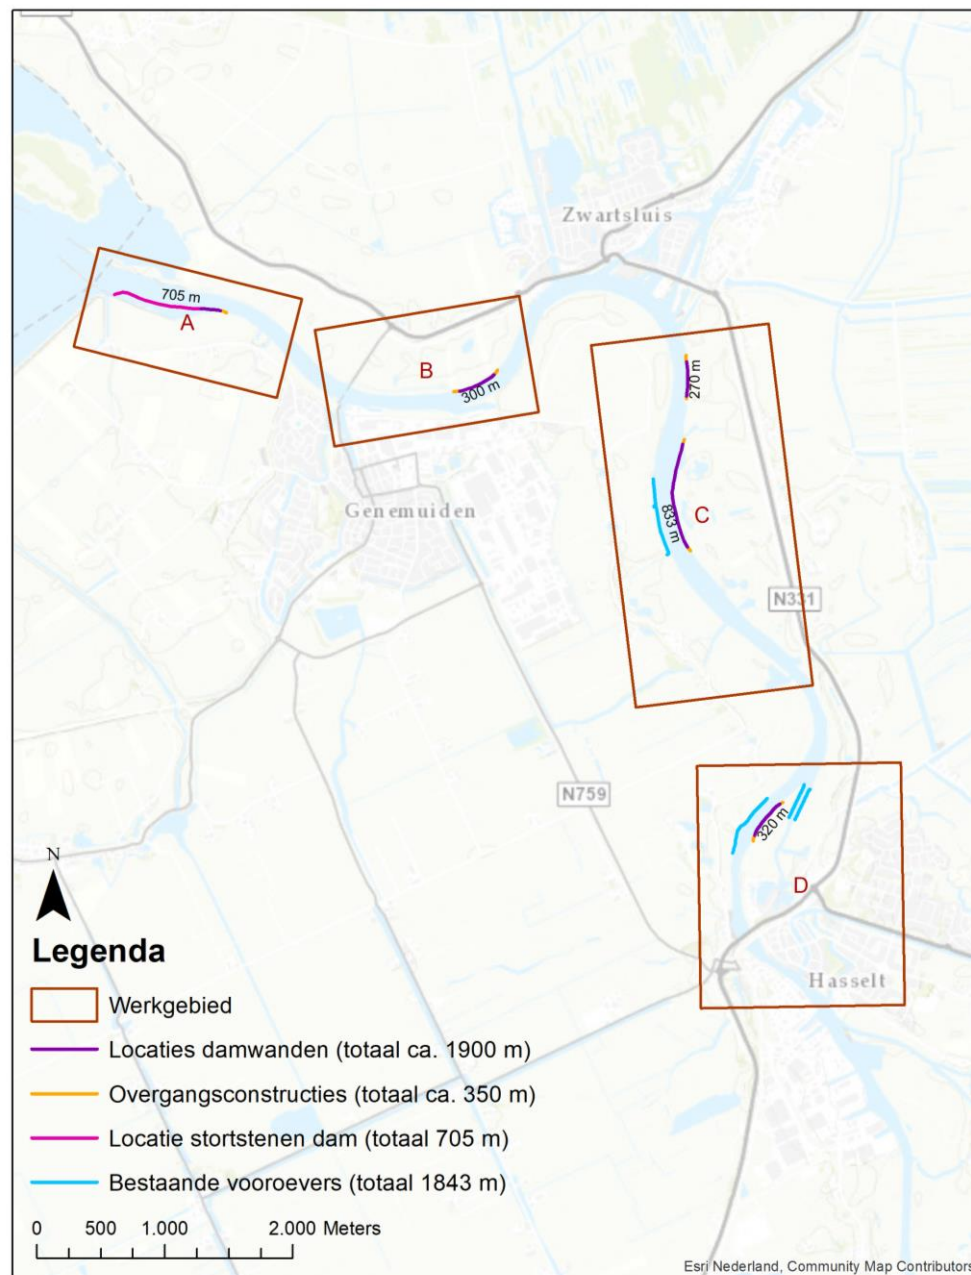 Zwartsluis
705 m
A
B
300 m
270 m
833 m
C
Genemuiden
N331
N759
320 m
D
Hasselt
N
Legenda
Werkgebied
Locaties damwanden (totaal ca. 1900 m)
Overgangsconstructies (totaal ca. 350 m)
Locatie stortstenen dam (totaal 705 m)
Bestaande vooroevers (totaal 1843 m)
0 500 1.000 2.000 Meters
Esri Nederland, Community Map Contributors